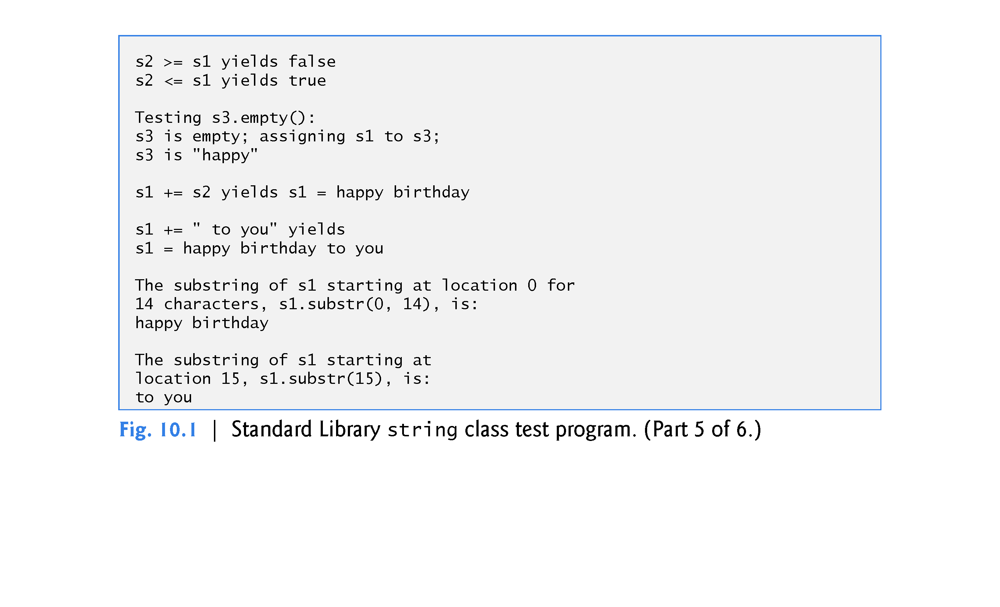 s2 >= s1 yields false
s2 <= s1 yields true
Testing s3.empty():
s3 is empty; assigning s1 to s3;
s3 is "happy"
s1 += s2 yields s1 = happy birthday
s1 += " to you" yields
s1 = happy birthday to you
The substring of s1 starting at location 0 for
14 characters, s1.substr(0, 14), is:
happy birthday
The substring of s1 starting at
location 15, s1.substr(15), is:
to you
Fig. 10.1 | Standard Library string class test program. (Part 5 of 6.)